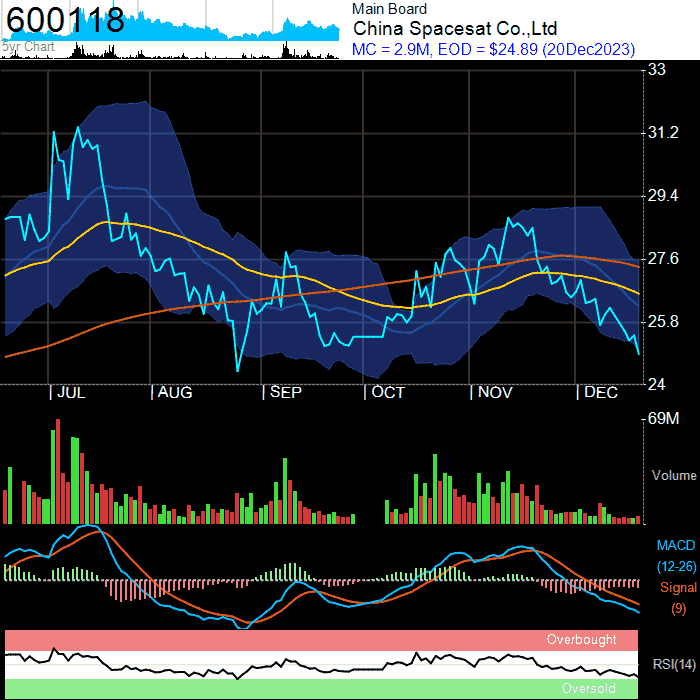 600118
Main Board
China Spacesat Co.,Ltd
5yr Chart
MC = 2.9M, EOD = $24.89 (20Dec2023)
33
31.2
29.4
27.6
25.8
24
| JUL | AUG | SEP | OCT | NOV | DEC
69M
Volume
MACD
(12-26)
Signal
(9)
Overbought
RSI(14)
Oversold